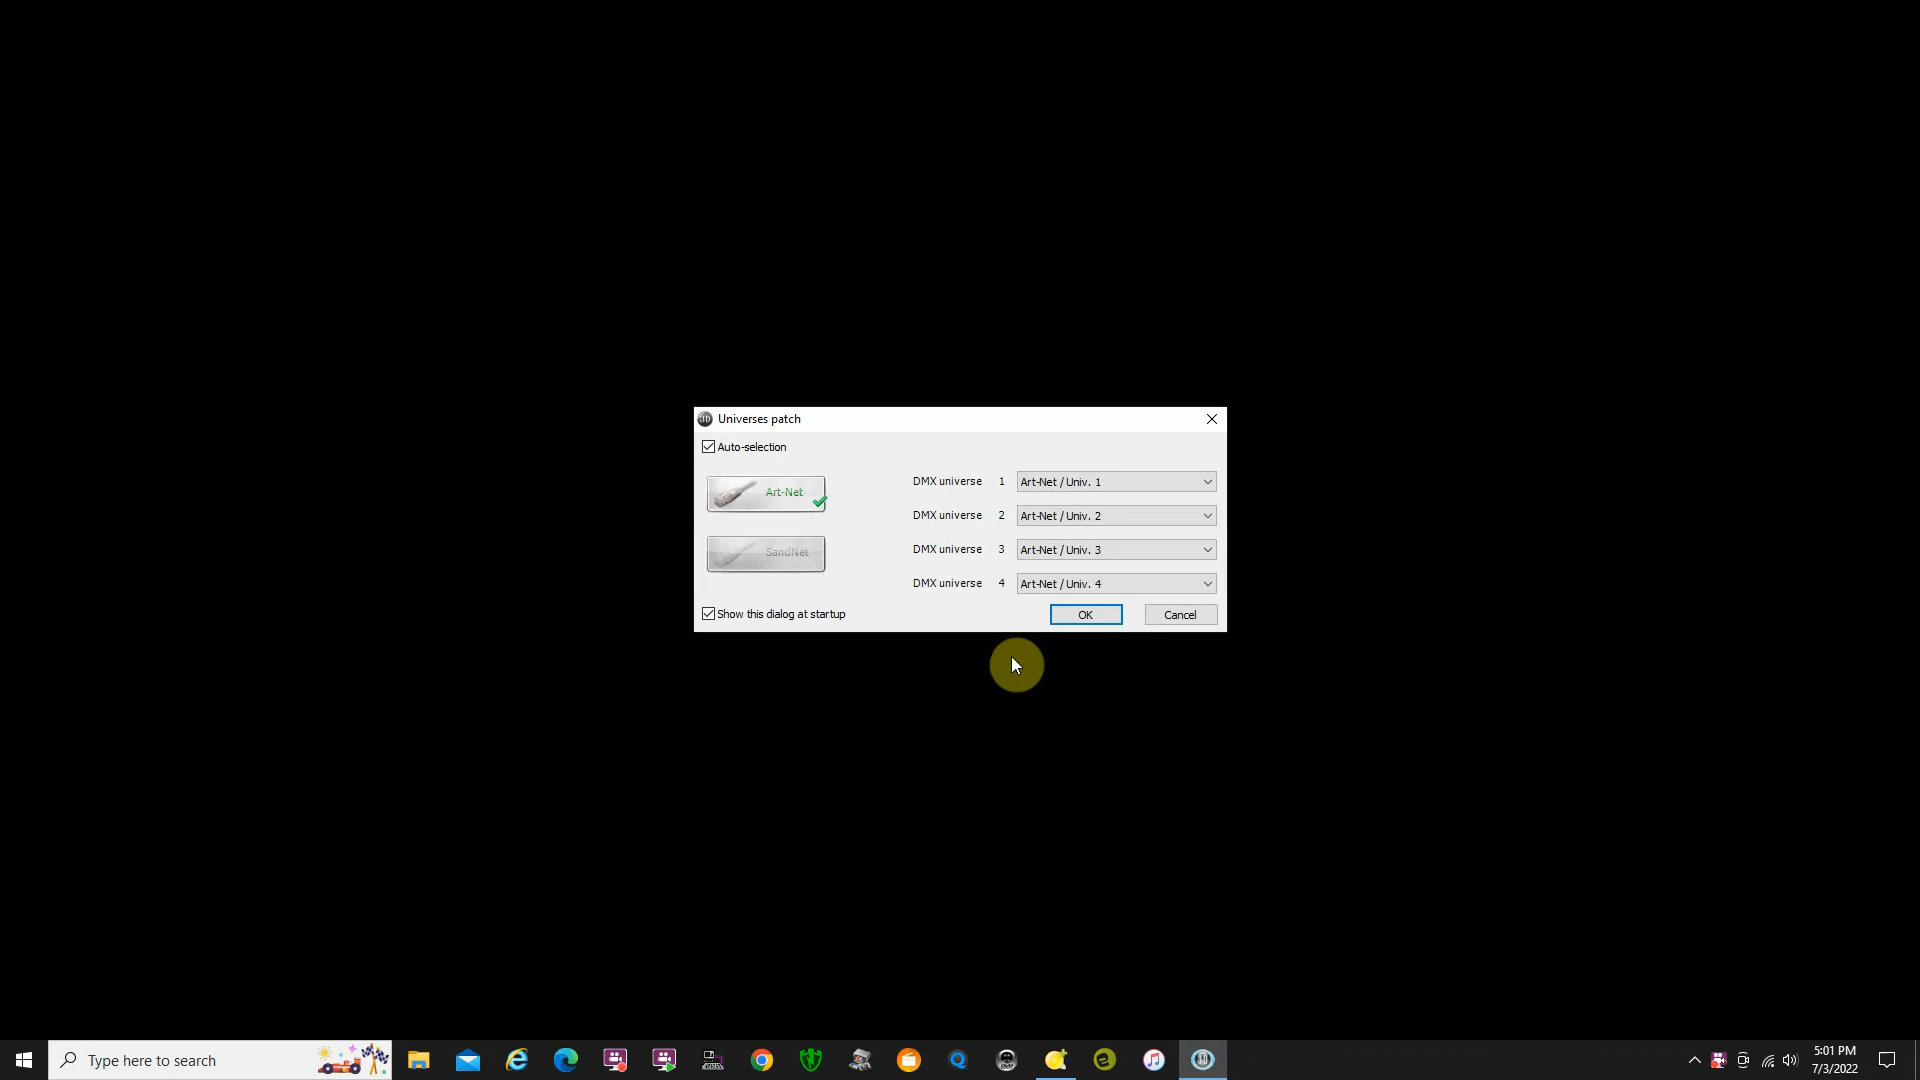 Universes patch
Auto-selection
Art-Net
SandNet
DMX universe 1 Art-Net / Univ. 1
DMX universe 2 Art-Net / Univ. 2
DMX universe 3 Art-Net / Univ. 3
DMX universe 4 Art-Net / Univ. 4
Show this dialog at startup
OK
Cancel
Type here to search
5:01 PM
7/3/2022